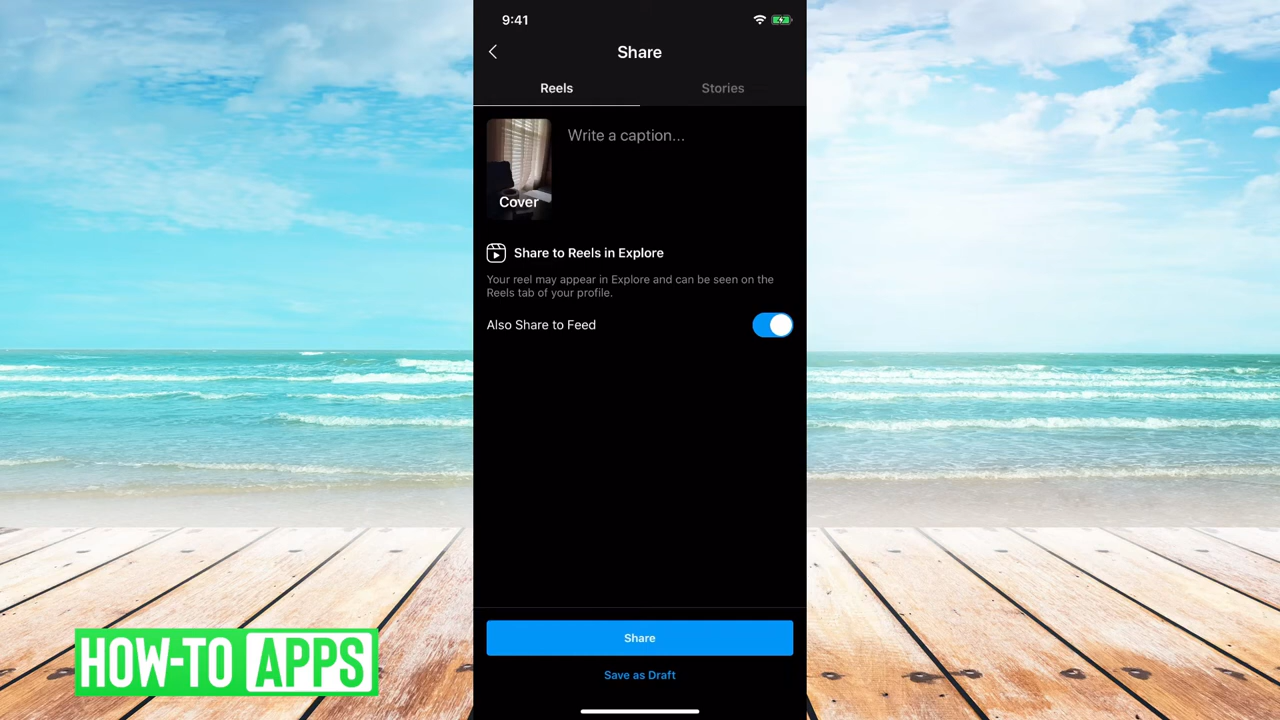 9:41
Share
Reels
Stories
Write a caption...
Cover
Share to Reels in Explore
Your reel may appear in Explore and can be seen on the
Reels tab of your profile.
Also Share to Feed
Share
Save as Draft
HOW-TO APPS